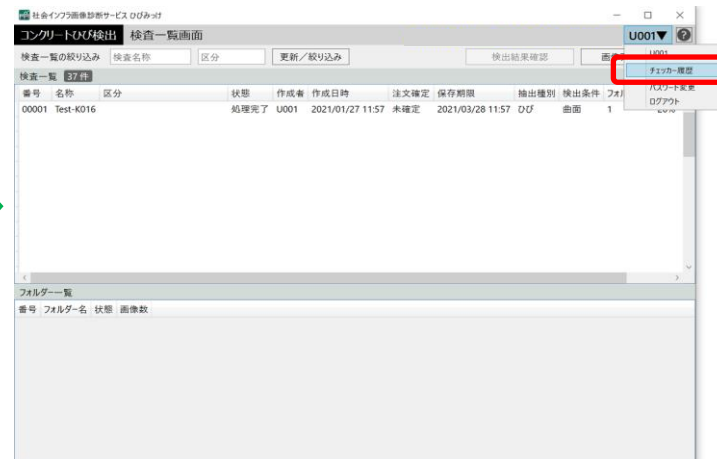 社会インフラ画像診断サービス ひびみっけ
コンクリートひび検出 検査一覧画面 U001▼ ?
検査一覧の絞り込み 検査名称 区分 更新／絞り込み 検出結果確認
U001
チェッカー履歴
パスワード変更
ログアウト
検査一覧 37件
番号 名称 区分 状態 作成者 作成日時 注文確定 保存期限 抽出種別 検出条件
00001 Test-K016 処理完了 U001 2021/01/27 11:57 未確定 2021/03/28 11:57 ひび 曲面 1
フォルダー一覧
番号 フォルダー名 状態 画像数